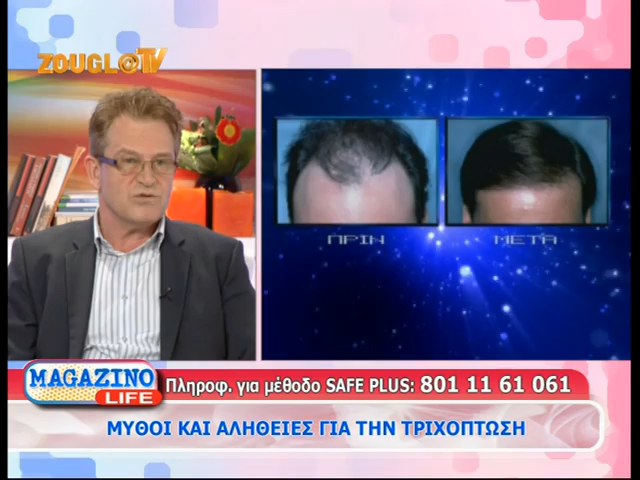 ZOUGL@TV
ΠΡΙΝ
ΜΕΤΑ
MAGAZINO
LIFE
Πληροφ. για μέθοδο SAFE PLUS: 801 11 61 061
ΜΥΘΟΙ ΚΑΙ ΑΛΗΘΕΙΕΣ ΓΙΑ ΤΗΝ ΤΡΙΧΟΠΤΩΣΗ